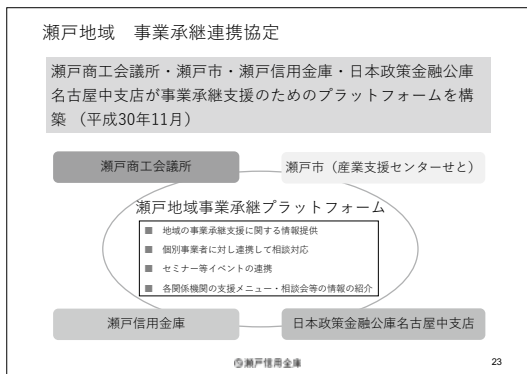 瀬戸地域　事業承継連携協定
瀬戸商工会議所・瀬戸市・瀬戸信用金庫・日本政策金融公庫
名古屋中支店が事業承継支援のためのプラットフォームを構
築 （平成30年11月）
瀬戸商工会議所
瀬戸市（産業支援センターせと）
瀬戸地域事業承継プラットフォーム
■ 地域の事業承継支援に関する情報提供
■ 個別事業者に対し連携して相談対応
■ セミナー等イベントの連携
■ 各関係機関の支援メニュー・相談会等の情報の紹介
瀬戸信用金庫
日本政策金融公庫名古屋中支店
瀬戸信用金庫
23